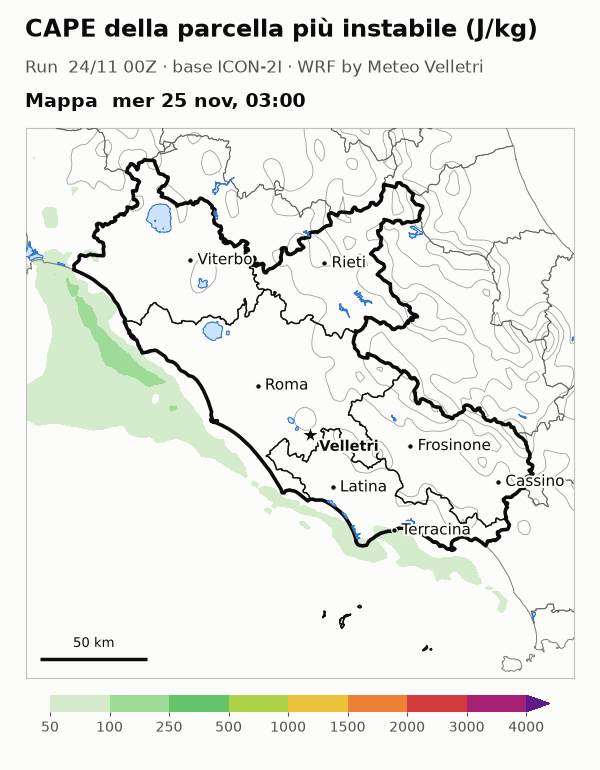 CAPE della parcella più instabile (J/kg)
Run 24/11 00Z · base ICON-2I · WRF by Meteo Velletri
Mappa mer 25 nov, 03:00
Viterbo
Rieti
Roma
Velletri
Frosinone
Latina
Cassino
Terracina
50 km
50 100 250 500 1000 1500 2000 3000 4000